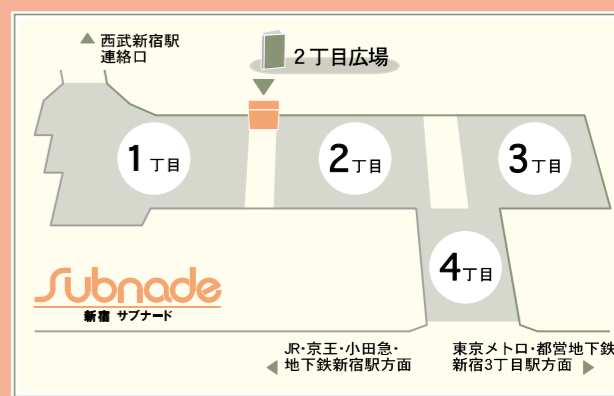 西武新宿駅
連絡口
2丁目広場
1丁目
2丁目
3丁目
4丁目
Subnade
新宿 サブナード
JR・京王・小田急・
地下鉄新宿駅方面
東京メトロ・都営地下鉄
新宿3丁目駅方面